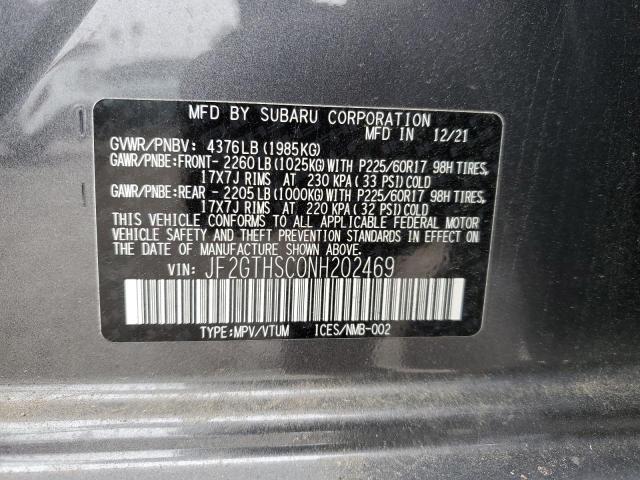 MFD BY SUBARU CORPORATION
MFD IN 12/21
GVWR/PNBV: 4376LB (1985KG)
GAWR/PNBE:FRONT- 2260LB (1025KG) WITH P225/60R17 98H TIRES,
17X7J RIMS AT 230 KPA (33 PSI) COLD
GAWR/PNBE:REAR - 2205LB (1000KG) WITH P225/60R17 98H TIRES,
17X7J RIMS AT 220 KPA (32 PSI) COLD
THIS VEHICLE CONFORMS TO ALL APPLICABLE FEDERAL MOTOR
VEHICLE SAFETY AND THEFT PREVENTION STANDARDS IN EFFECT ON
THE DATE OF MANUFACTURE SHOWN ABOVE.
VIN: JF2GTHSC0NH202469
TYPE:MPV/VTUM ICES/NMB-002